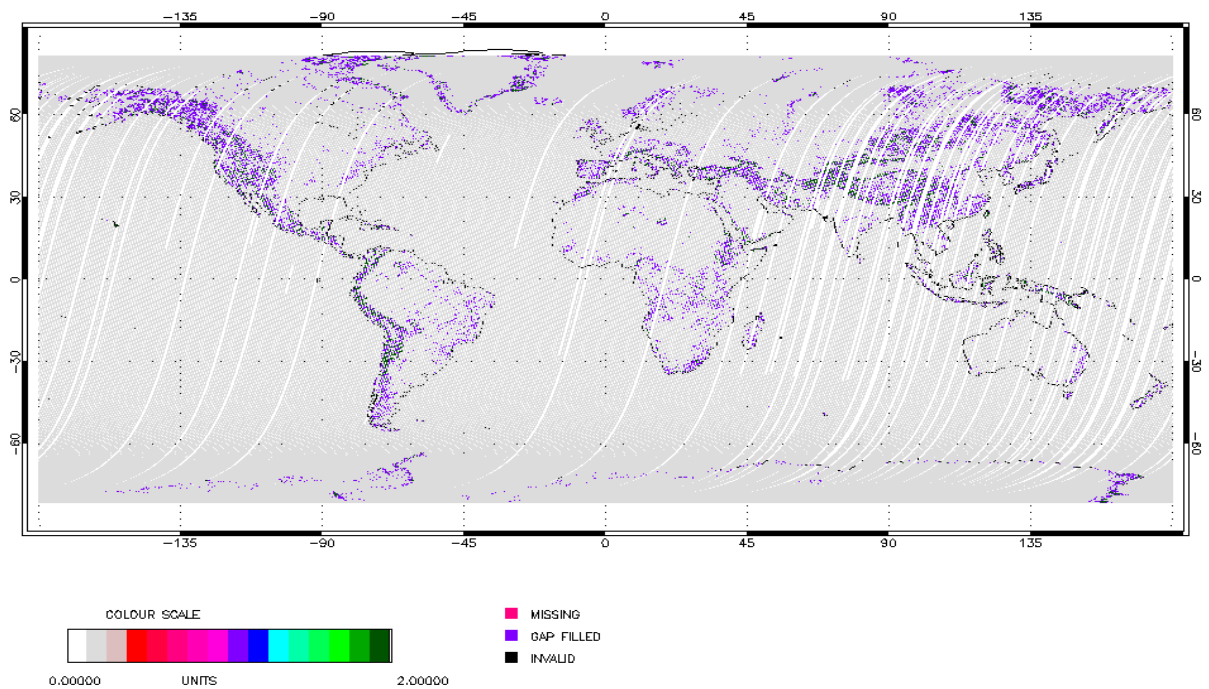 -135 -90 -45 0 45 90 135
60 60
30 30
0 0
-30 -30
-60 -60
-135 -90 -45 0 45 90 135
COLOUR SCALE
MISSING
GAP FILLED
INVALID
0.00000 UNITS 2.00000